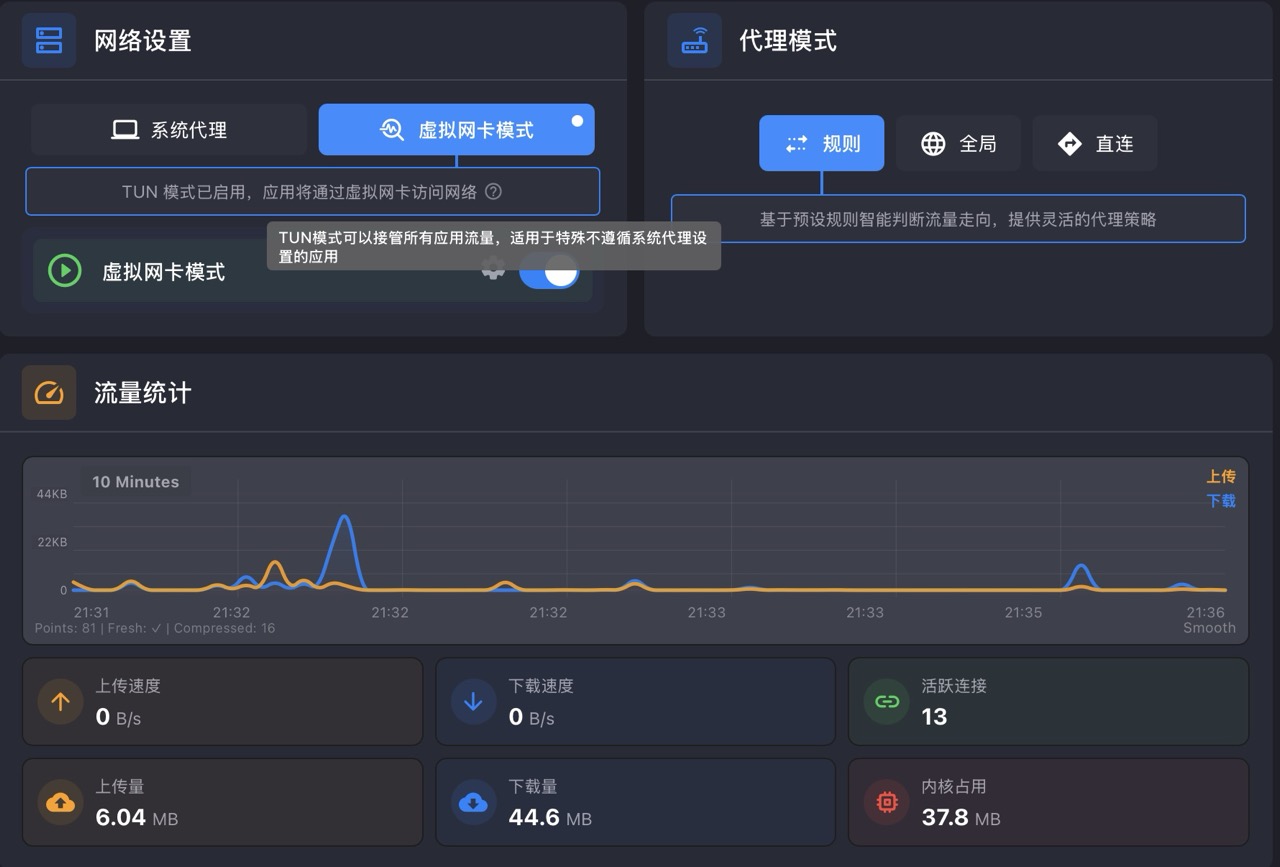 网络设置
代理模式
系统代理
虚拟网卡模式
规则
全局
直连
TUN 模式已启用，应用将通过虚拟网卡访问网络
基于预设规则智能判断流量走向，提供灵活的代理策略
TUN模式可以接管所有应用流量，适用于特殊不遵循系统代理设
置的应用
虚拟网卡模式
流量统计
10 Minutes
上传
下载
44KB
22KB
0
21:31 21:32 21:32 21:32 21:33 21:33 21:35 21:36
Points: 81 | Fresh: ✓ | Compressed: 16
Smooth
上传速度
0 B/s
下载速度
0 B/s
活跃连接
13
上传量
6.04 MB
下载量
44.6 MB
内核占用
37.8 MB